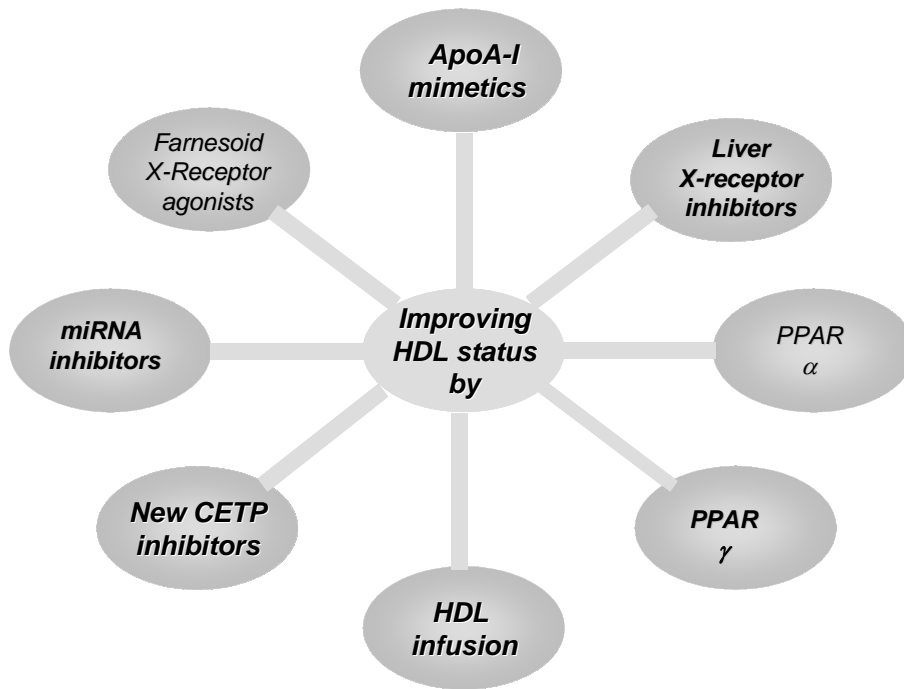 ApoA-I
mimetics
Farnesoid
X-Receptor
agonists
Liver
X-receptor
inhibitors
miRNA
inhibitors
Improving
HDL status
by
PPAR
α
New CETP
inhibitors
PPAR
γ
HDL
infusion